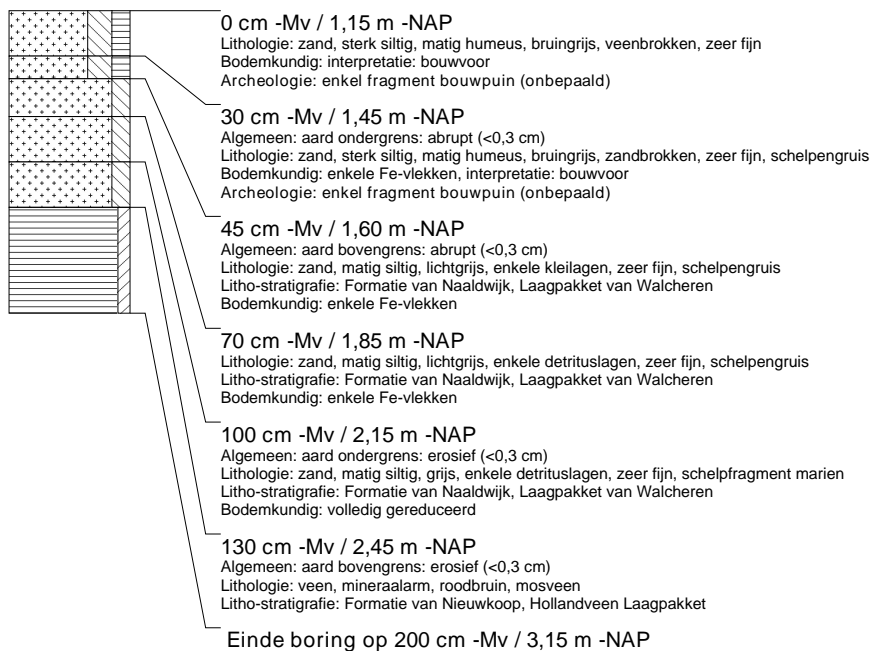 0 cm -Mv / 1,15 m -NAP
Lithologie: zand, sterk siltig, matig humeus, bruingrijs, veenbrokken, zeer fijn
Bodemkundig: interpretatie: bouwvoor
Archeologie: enkel fragment bouwpuin (onbepaald)
30 cm -Mv / 1,45 m -NAP
Algemeen: aard ondergrens: abrupt (<0,3 cm)
Lithologie: zand, sterk siltig, matig humeus, bruingrijs, zandbrokken, zeer fijn, schelpengruis
Bodemkundig: enkele Fe-vlekken, interpretatie: bouwvoor
Archeologie: enkel fragment bouwpuin (onbepaald)
45 cm -Mv / 1,60 m -NAP
Algemeen: aard bovengrens: abrupt (<0,3 cm)
Lithologie: zand, matig siltig, lichtgrijs, enkele kleilagen, zeer fijn, schelpengruis
Litho-stratigrafie: Formatie van Naaldwijk, Laagpakket van Walcheren
Bodemkundig: enkele Fe-vlekken
70 cm -Mv / 1,85 m -NAP
Lithologie: zand, matig siltig, lichtgrijs, enkele detrituslagen, zeer fijn, schelpengruis
Litho-stratigrafie: Formatie van Naaldwijk, Laagpakket van Walcheren
Bodemkundig: enkele Fe-vlekken
100 cm -Mv / 2,15 m -NAP
Algemeen: aard ondergrens: erosief (<0,3 cm)
Lithologie: zand, matig siltig, grijs, enkele detrituslagen, zeer fijn, schelpfragment marien
Litho-stratigrafie: Formatie van Naaldwijk, Laagpakket van Walcheren
Bodemkundig: volledig gereduceerd
130 cm -Mv / 2,45 m -NAP
Algemeen: aard bovengrens: erosief (<0,3 cm)
Lithologie: veen, mineraalarm, roodbruin, mosveen
Litho-stratigrafie: Formatie van Nieuwkoop, Hollandveen Laagpakket
Einde boring op 200 cm -Mv / 3,15 m -NAP